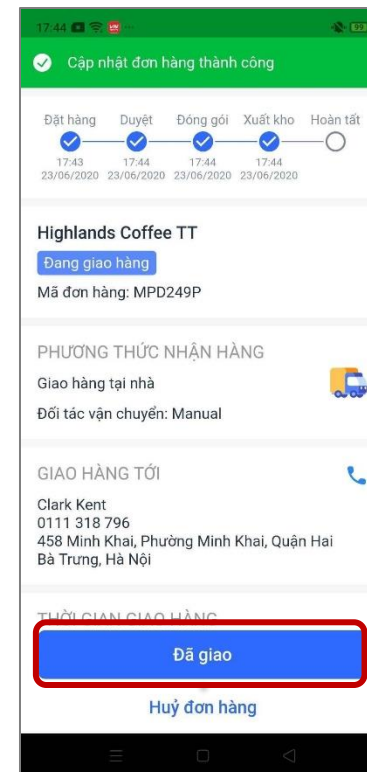 17:44
Cập nhật đơn hàng thành công
Đặt hàng Duyệt Đóng gói Xuất kho Hoàn tất
17:43 17:44 17:44 17:44
23/06/2020 23/06/2020 23/06/2020 23/06/2020
Highlands Coffee TT
Đang giao hàng
Mã đơn hàng: MPD249P
PHƯƠNG THỨC NHẬN HÀNG
Giao hàng tại nhà
Đối tác vận chuyển: Manual
GIAO HÀNG TỚI
Clark Kent
0111 318 796
458 Minh Khai, Phường Minh Khai, Quận Hai
Bà Trưng, Hà Nội
THỜI GIAN GIAO HÀNG
Đã giao
Huỷ đơn hàng